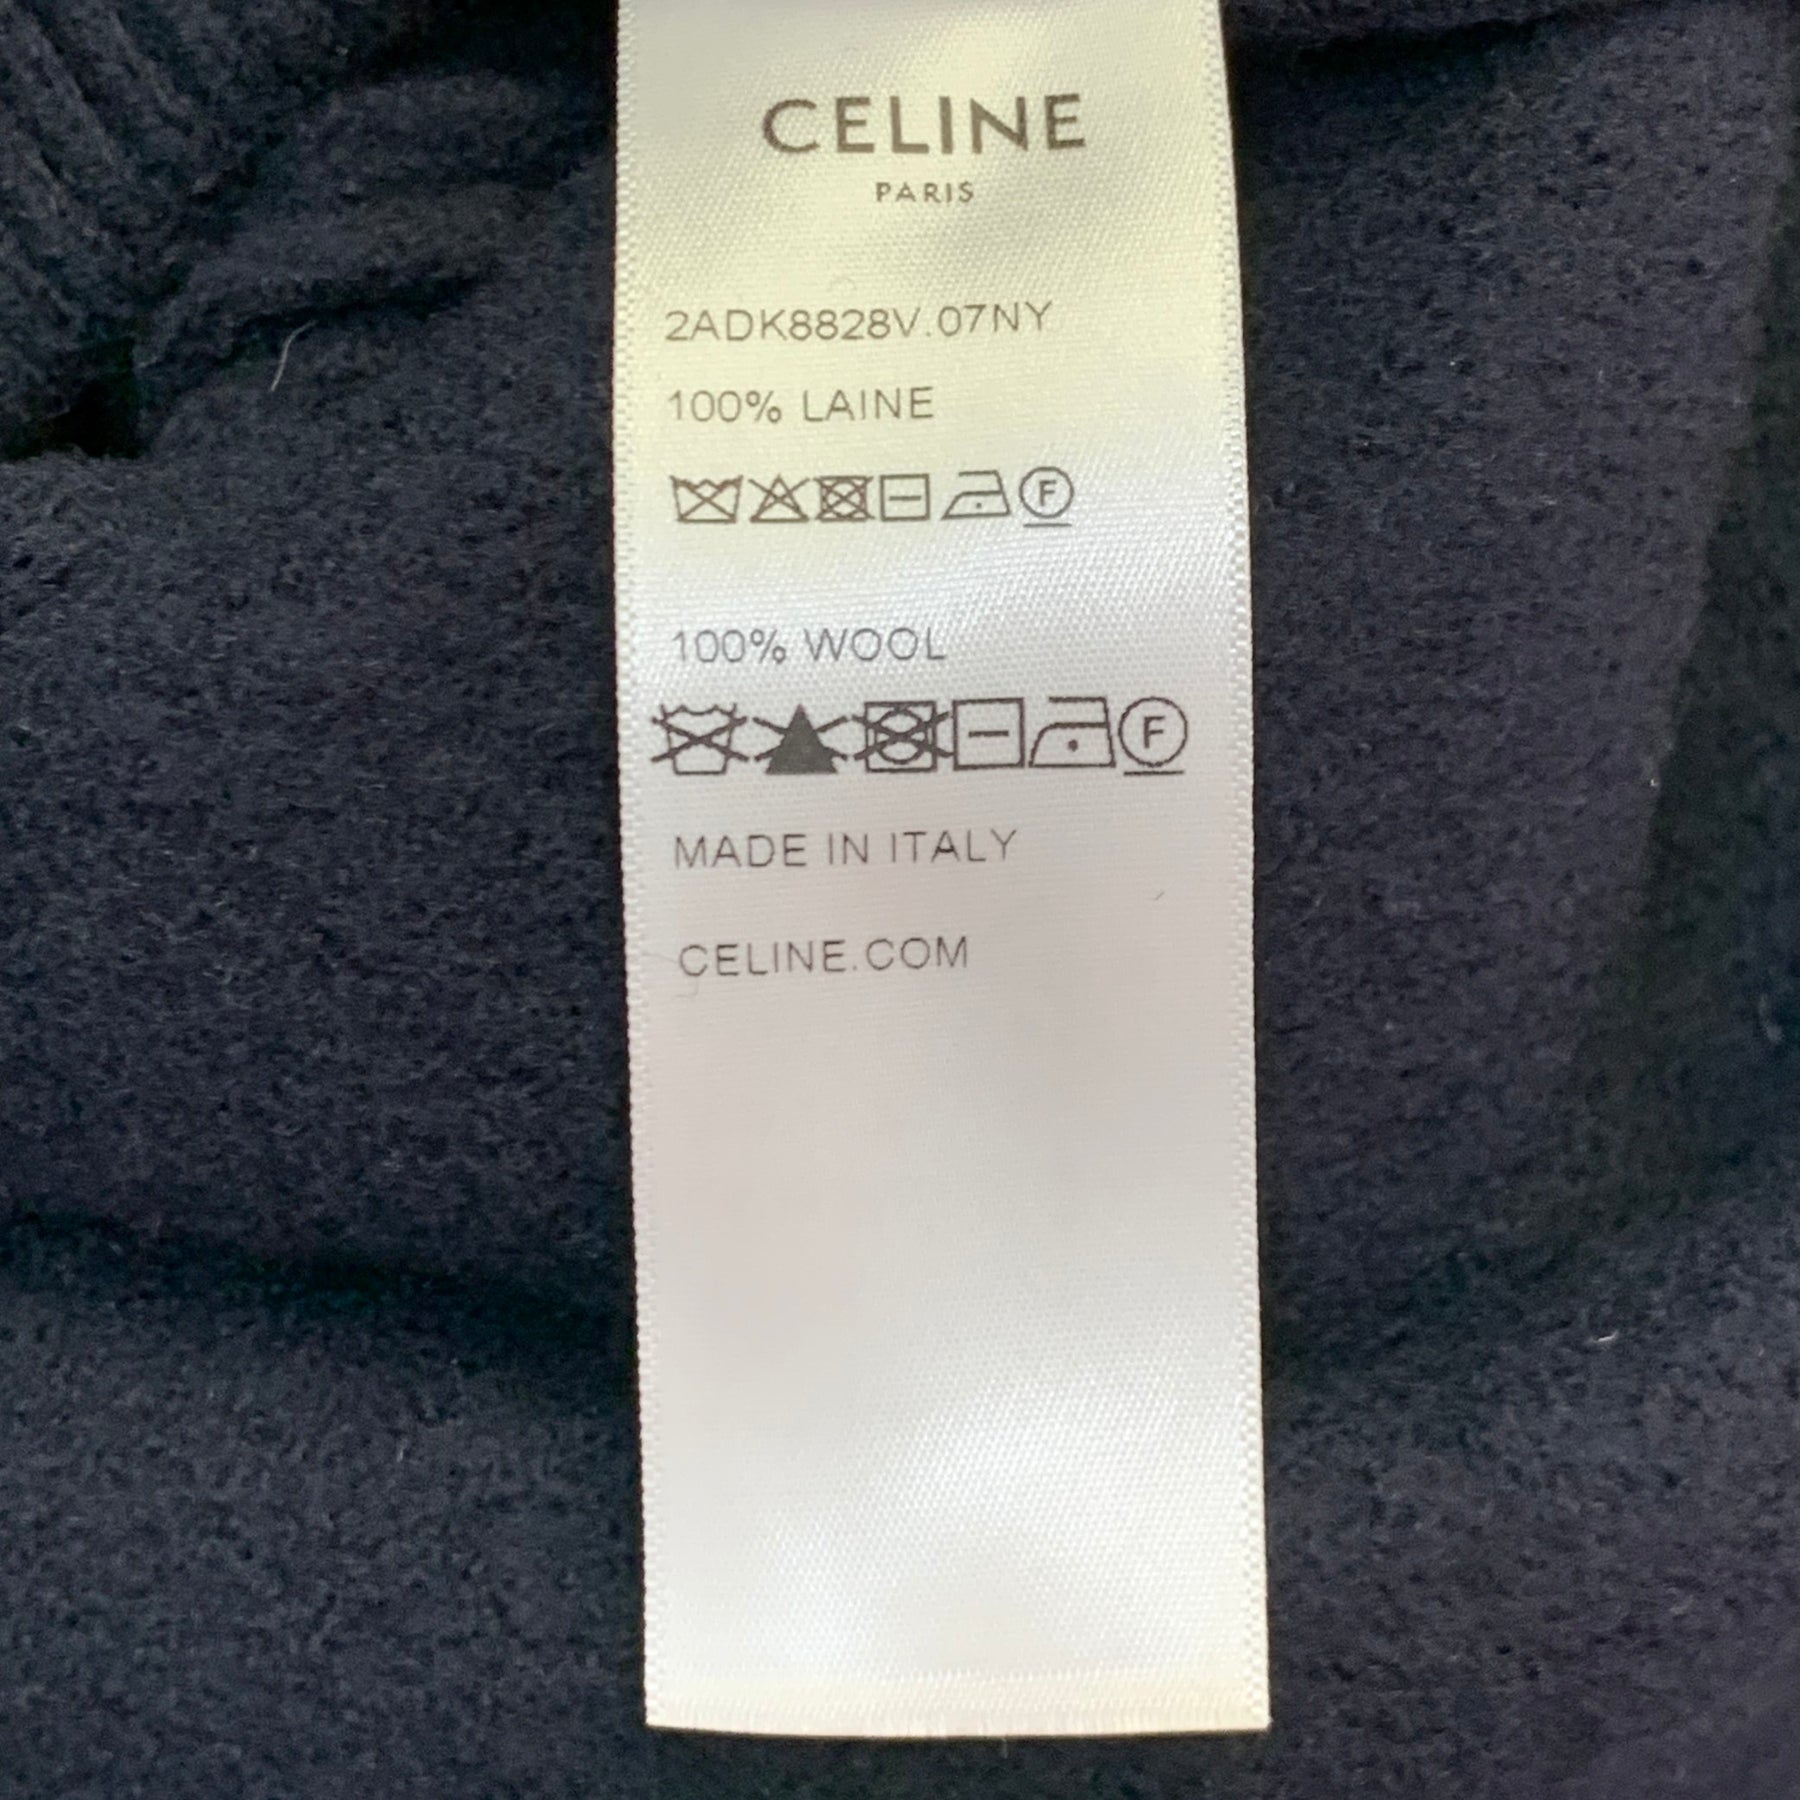 CELINE
PARIS
2ADK8828V.07NY
100% LAINE
F
100% WOOL
F
MADE IN ITALY
CELINE.COM